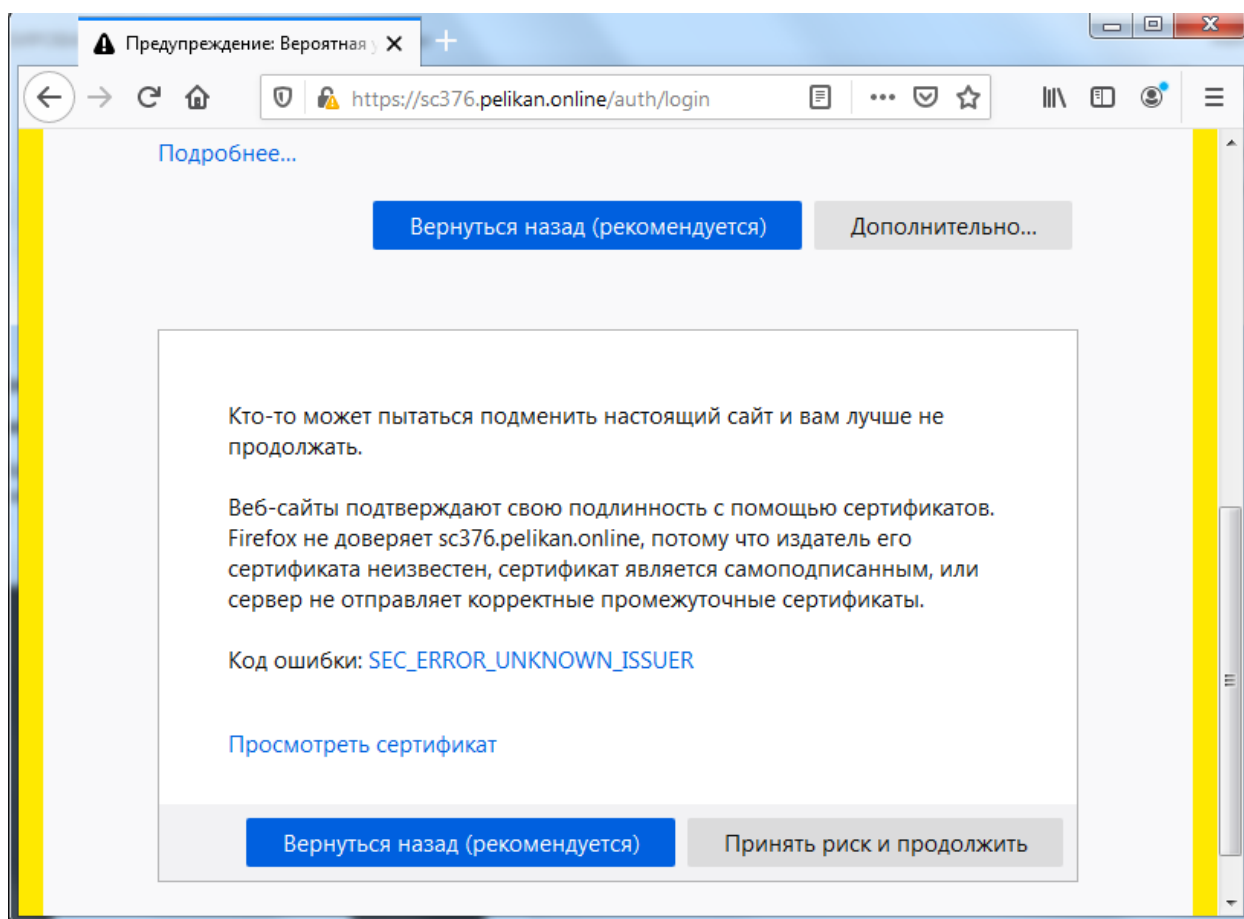 Предупреждение: Вероятная
https://sc376.pelikan.online/auth/login
Подробнее...
Вернуться назад (рекомендуется)
Дополнительно...
Кто-то может пытаться подменить настоящий сайт и вам лучше не
продолжать.
Веб-сайты подтверждают свою подлинность с помощью сертификатов.
Firefox не доверяет sc376.pelikan.online, потому что издатель его
сертификата неизвестен, сертификат является самоподписанным, или
сервер не отправляет корректные промежуточные сертификаты.
Код ошибки: SEC_ERROR_UNKNOWN_ISSUER
Просмотреть сертификат
Вернуться назад (рекомендуется)
Принять риск и продолжить